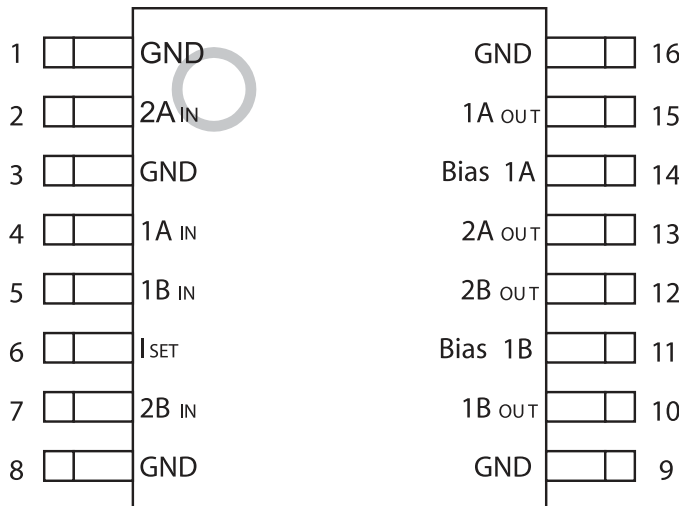 1 GND GND 16
2 2A IN 1A OUT 15
3 GND Bias 1A 14
4 1A IN 2A OUT 13
5 1B IN 2B OUT 12
6 ISET Bias 1B 11
7 2B IN 1B OUT 10
8 GND GND 9